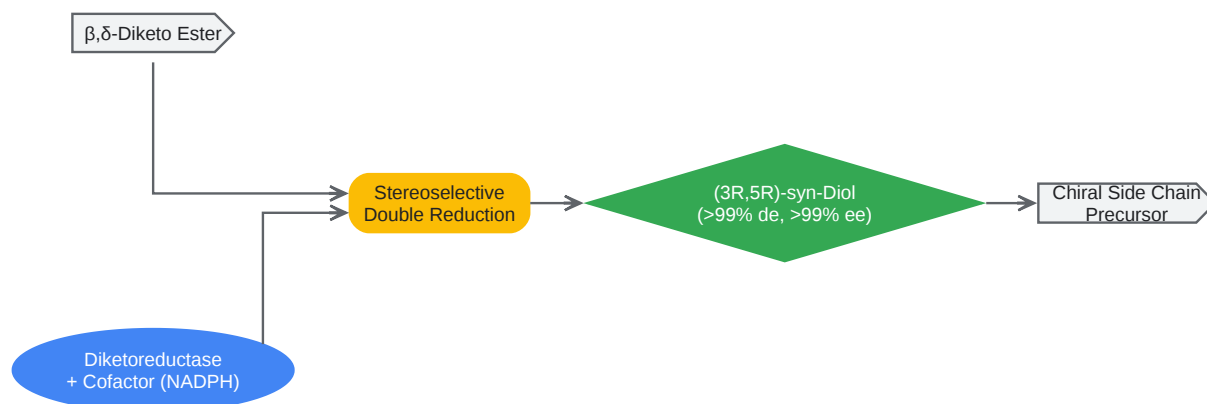 β,δ-Diketo Ester
Stereoselective
Double Reduction
(3R,5R)-syn-Diol
(>99% de, >99% ee)
Chiral Side Chain
Precursor
Diketoreductase
+ Cofactor (NADPH)